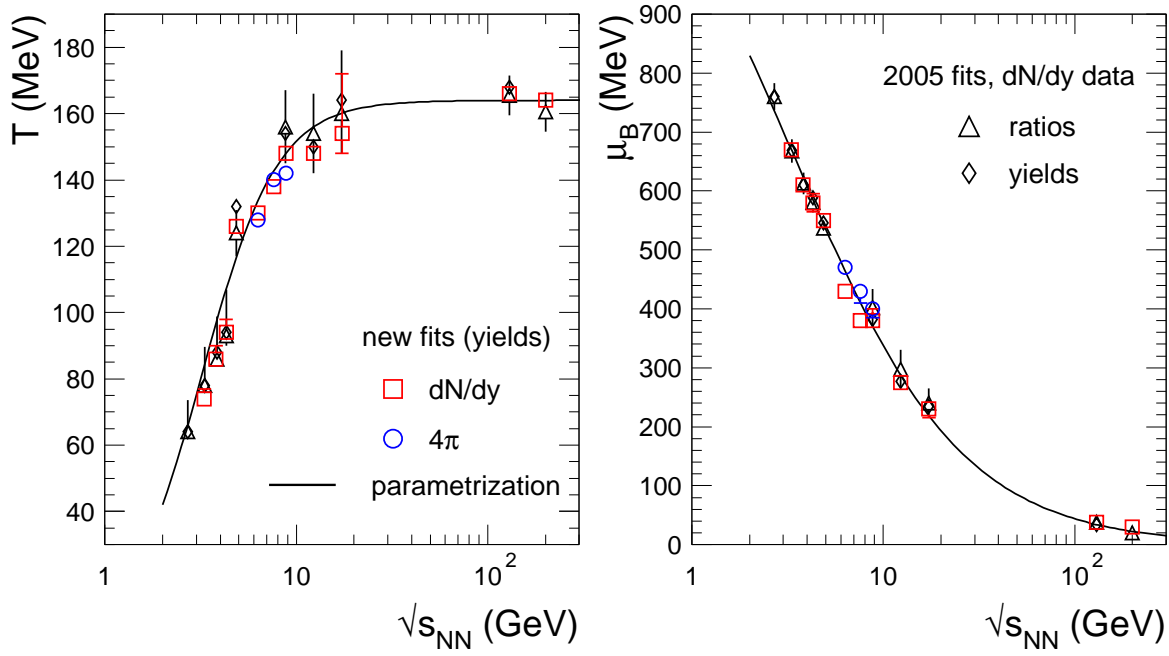 T (MeV)
180
160
140
120
100
80
60
40
new fits (yields)
dN/dy
4π
parametrization
1
10
10²
√s_NN (GeV)
μ_B (MeV)
900
800
700
600
500
400
300
200
100
0
2005 fits, dN/dy data
ratios
yields
1
10
10²
√s_NN (GeV)